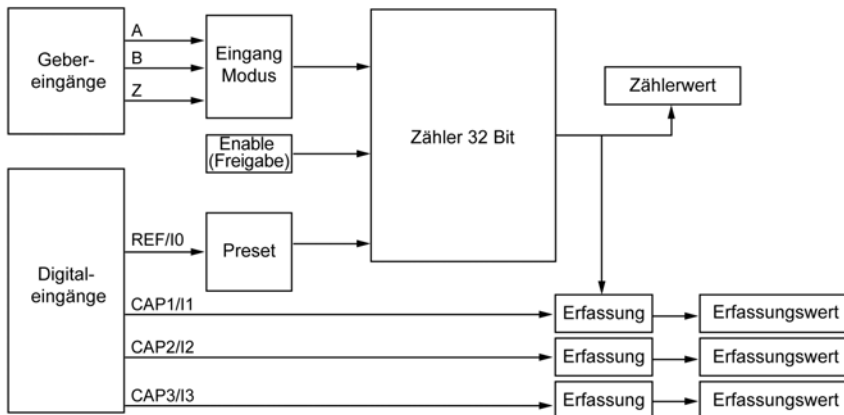 Geber-
eingänge
A
B
Z
Eingang
Modus
Enable
(Freigabe)
Zähler 32 Bit
Zählerwert
Digital-
eingänge
REF/I0
Preset
CAP1/I1
Erfassung
Erfassungswert
CAP2/I2
Erfassung
Erfassungswert
CAP3/I3
Erfassung
Erfassungswert